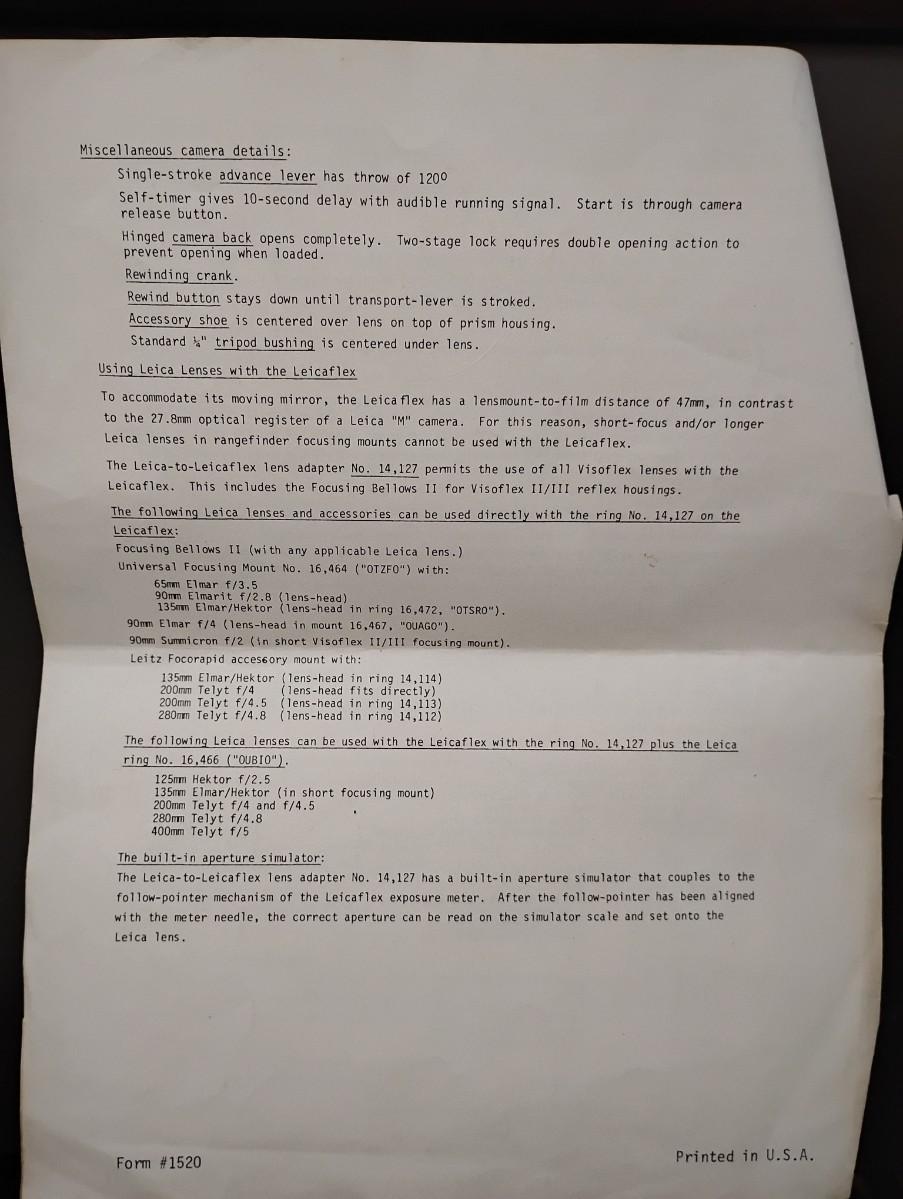 Miscellaneous camera details:
Single-stroke advance lever has throw of 120º
Self-timer gives 10-second delay with audible running signal. Start is through camera
release button.
Hinged camera back opens completely. Two-stage lock requires double opening action to
prevent opening when loaded.
Rewinding crank.
Rewind button stays down until transport-lever is stroked.
Accessory shoe is centered over lens on top of prism housing.
Standard ¼" tripod bushing is centered under lens.
Using Leica Lenses with the Leicaflex
To accommodate its moving mirror, the Leicaflex has a lensmount-to-film distance of 47mm, in contrast
to the 27.8mm optical register of a Leica "M" camera. For this reason, short-focus and/or longer
Leica lenses in rangefinder focusing mounts cannot be used with the Leicaflex.
The Leica-to-Leicaflex lens adapter No. 14,127 permits the use of all Visoflex lenses with the
Leicaflex. This includes the Focusing Bellows II for Visoflex II/III reflex housings.
The following Leica lenses and accessories can be used directly with the ring No. 14,127 on the
Leicaflex:
Focusing Bellows II (with any applicable Leica lens.)
Universal Focusing Mount No. 16,464 ("OTZFO") with:
65mm Elmar f/3.5
90mm Elmarit f/2.8 (lens-head)
135mm Elmar/Hektor (lens-head in ring 16,472, "OTSRO").
90mm Elmar f/4 (lens-head in mount 16,467, "OUAGO").
90mm Summicron f/2 (in short Visoflex II/III focusing mount).
Leitz Focorapid accessory mount with:
135mm Elmar/Hektor (lens-head in ring 14,114)
200mm Telyt f/4 (lens-head fits directly)
200mm Telyt f/4.5 (lens-head in ring 14,113)
280mm Telyt f/4.8 (lens-head in ring 14,112)
The following Leica lenses can be used with the Leicaflex with the ring No. 14,127 plus the Leica
ring No. 16,466 ("OUBIO").
125mm Hektor f/2.5
135mm Elmar/Hektor (in short focusing mount)
200mm Telyt f/4 and f/4.5
280mm Telyt f/4.8
400mm Telyt f/5
The built-in aperture simulator:
The Leica-to-Leicaflex lens adapter No. 14,127 has a built-in aperture simulator that couples to the
follow-pointer mechanism of the Leicaflex exposure meter. After the follow-pointer has been aligned
with the meter needle, the correct aperture can be read on the simulator scale and set onto the
Leica lens.
Form #1520
Printed in U.S.A.